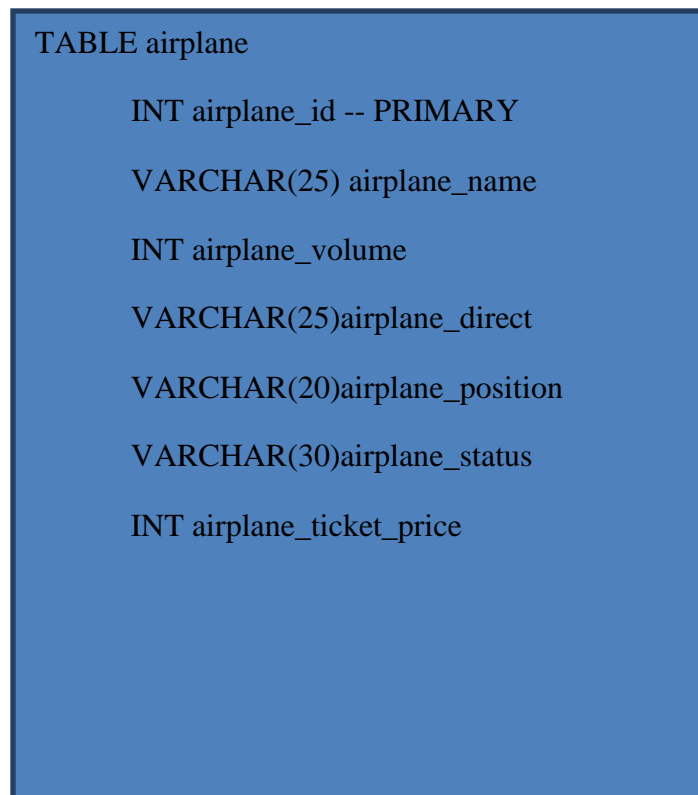 TABLE airplane
INT airplane_id -- PRIMARY
VARCHAR(25) airplane_name
INT airplane_volume
VARCHAR(25)airplane_direct
VARCHAR(20)airplane_position
VARCHAR(30)airplane_status
INT airplane_ticket_price